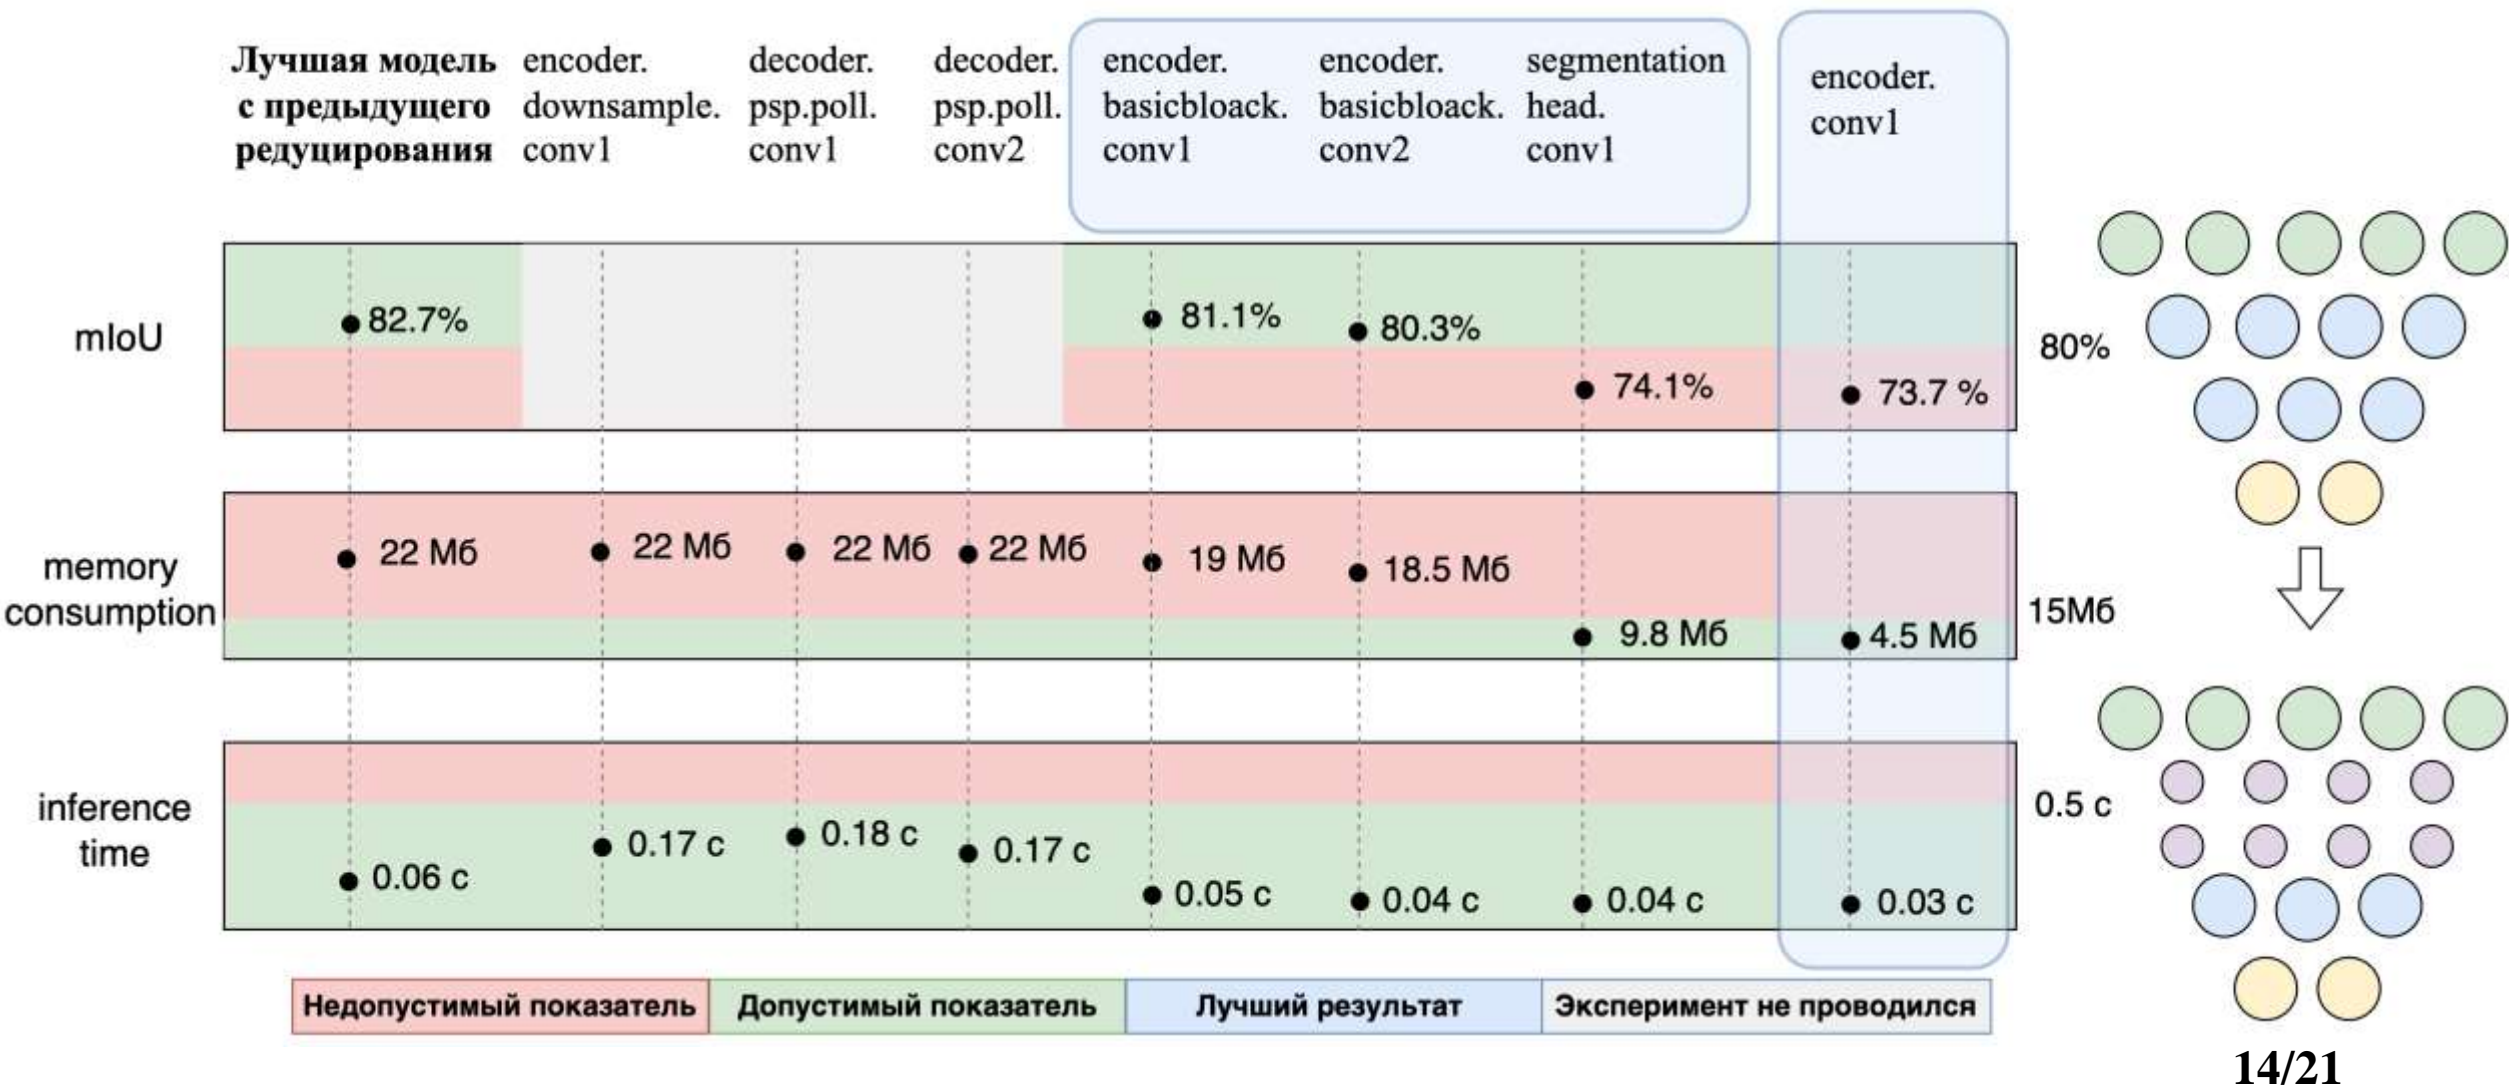 Лучшая модель
с предыдущего
редуцирования
encoder.
downsample.
conv1
decoder.
psp.poll.
conv1
decoder.
psp.poll.
conv2
encoder.
basicbloack.
conv1
encoder.
basicbloack.
conv2
segmentation
head.
conv1
encoder.
conv1
mIoU
82.7%
81.1%
80.3%
74.1%
73.7 %
80%
memory
consumption
22 Мб
22 Мб
22 Мб
22 Мб
19 Мб
18.5 Мб
9.8 Мб
4.5 Мб
15Мб
inference
time
0.06 с
0.17 с
0.18 с
0.17 с
0.05 с
0.04 с
0.04 с
0.03 с
0.5 с
Недопустимый показатель
Допустимый показатель
Лучший результат
Эксперимент не проводился
14/21